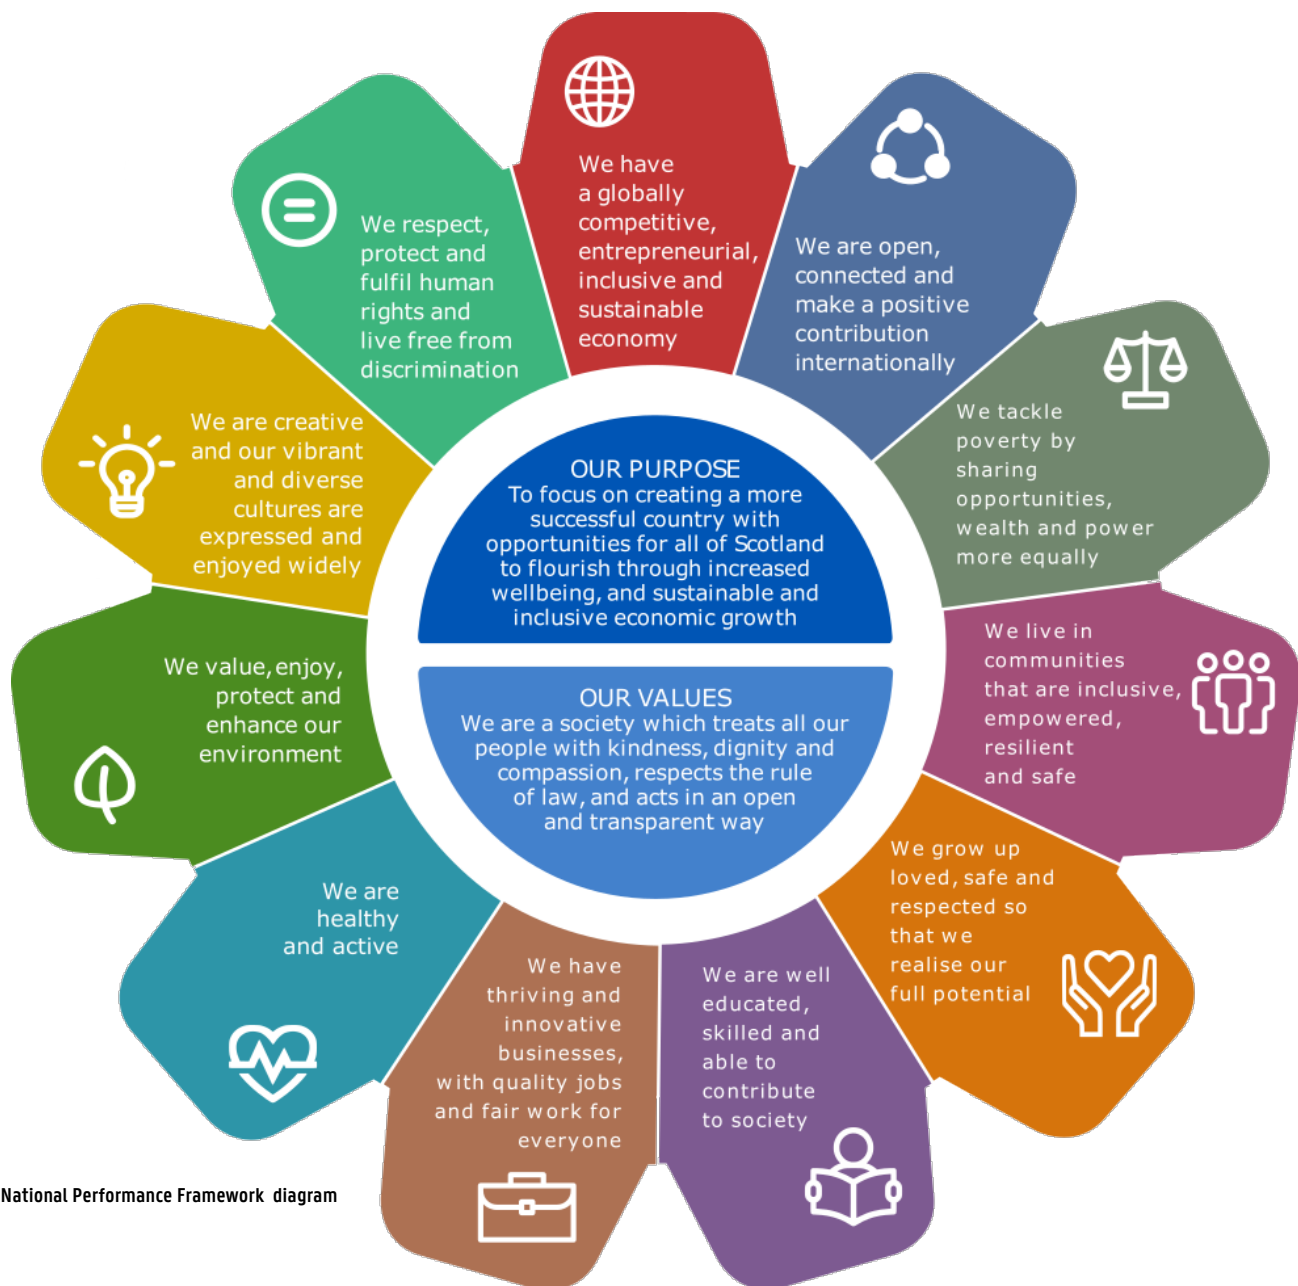 We have
a globally
competitive,
entrepreneurial,
inclusive and
sustainable
economy
We are open,
connected and
make a positive
contribution
internationally
We tackle
poverty by
sharing
opportunities,
wealth and power
more equally
We live in
communities
that are inclusive,
empowered,
resilient
and safe
We grow up
loved, safe and
respected so
that we
realise our
full potential
We are well
educated,
skilled and
able to
contribute
to society
We have
thriving and
innovative
businesses,
with quality jobs
and fair work for
everyone
We are
healthy
and active
We value, enjoy,
protect and
enhance our
environment
We are creative
and our vibrant
and diverse
cultures are
expressed and
enjoyed widely
We respect,
protect and
fulfil human
rights and
live free from
discrimination
OUR PURPOSE
To focus on creating a more
successful country with
opportunities for all of Scotland
to flourish through increased
wellbeing, and sustainable and
inclusive economic growth
OUR VALUES
We are a society which treats all our
people with kindness, dignity and
compassion, respects the rule
of law, and acts in an open
and transparent way
National Performance Framework diagram